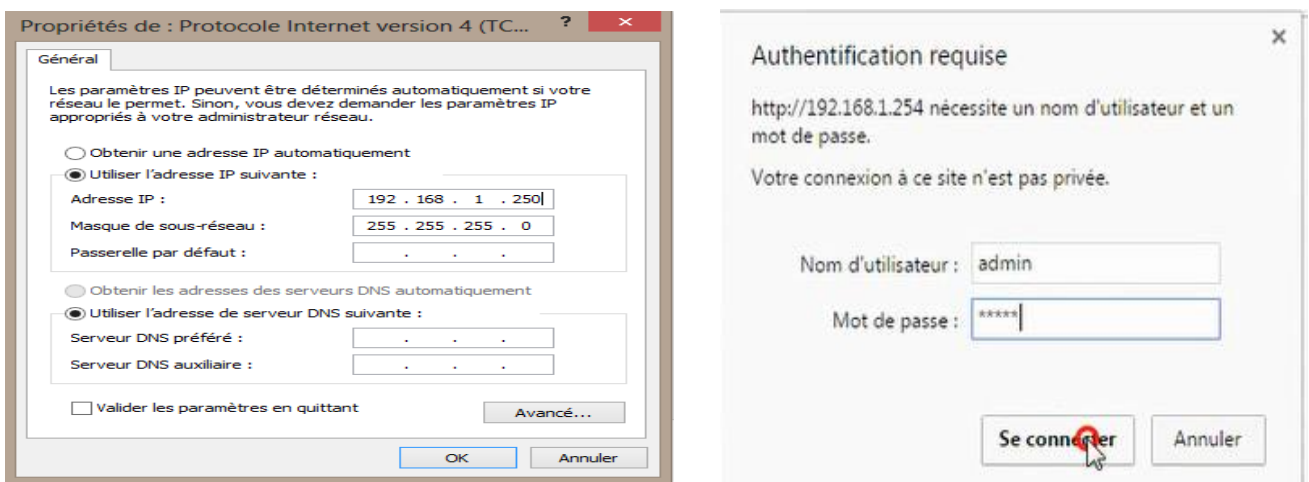 Propriétés de : Protocole Internet version 4 (TC...
?
×
Général
Les paramètres IP peuvent être déterminés automatiquement si votre
réseau le permet. Sinon, vous devez demander les paramètres IP
appropriés à votre administrateur réseau.
Obtenir une adresse IP automatiquement
Utiliser l'adresse IP suivante :
Adresse IP : 192 . 168 . 1 . 250
Masque de sous-réseau : 255 . 255 . 255 . 0
Passerelle par défaut : . . .
Obtenir les adresses des serveurs DNS automatiquement
Utiliser l'adresse de serveur DNS suivante :
Serveur DNS préféré : . . .
Serveur DNS auxiliaire : . . .
Valider les paramètres en quittant
Avancé...
OK
Annuler
×
Authentification requise
http://192.168.1.254 nécessite un nom d'utilisateur et un
mot de passe.
Votre connexion à ce site n'est pas privée.
Nom d'utilisateur : admin
Mot de passe : *****
Se connecter
Annuler